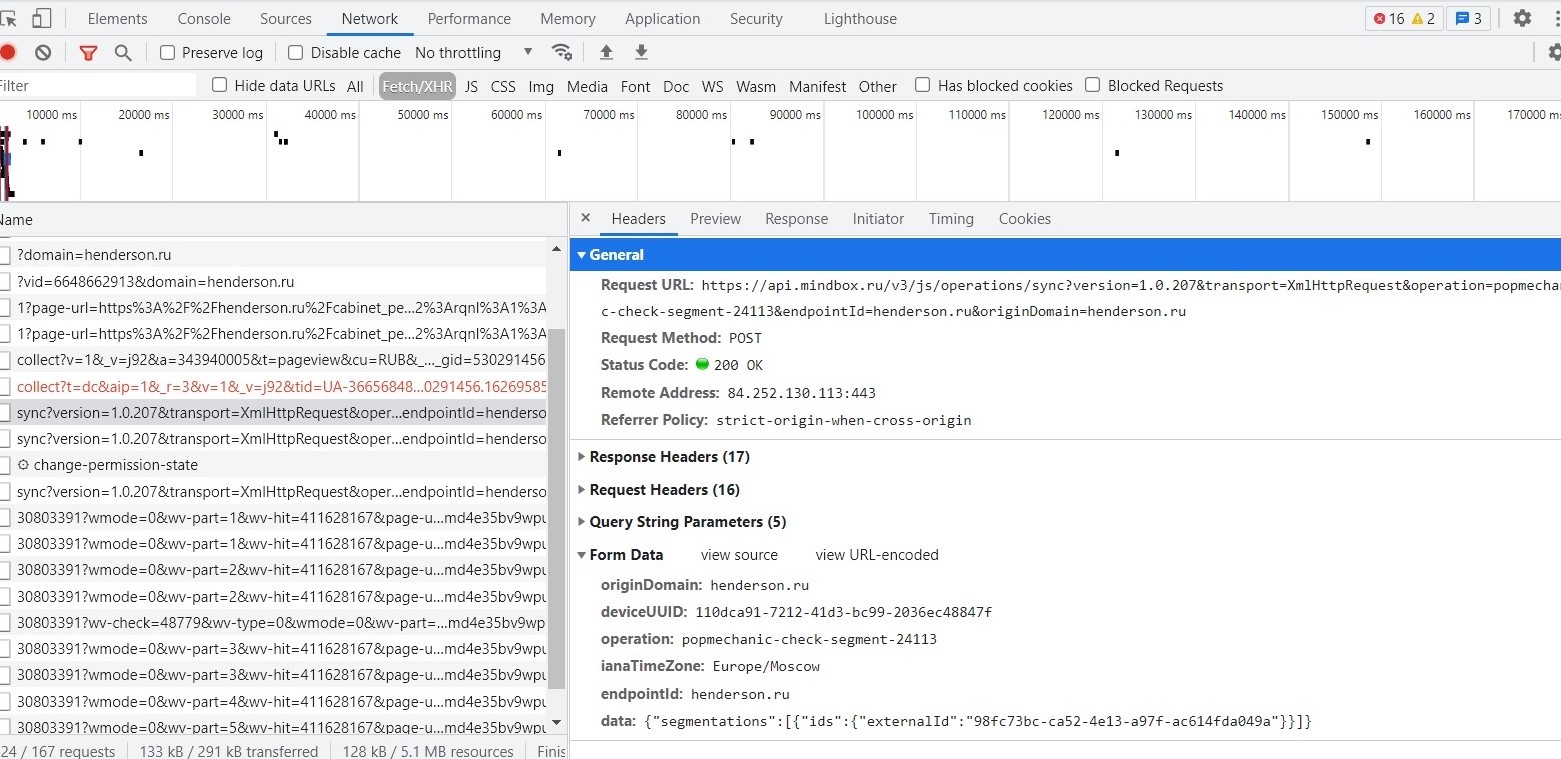 Elements Console Sources Network Performance Memory Application Security Lighthouse 16 2 3
Preserve log Disable cache No throttling
Filter Hide data URLs All Fetch/XHR JS CSS Img Media Font Doc WS Wasm Manifest Other Has blocked cookies Blocked Requests
10000 ms 20000 ms 30000 ms 40000 ms 50000 ms 60000 ms 70000 ms 80000 ms 90000 ms 100000 ms 110000 ms 120000 ms 130000 ms 140000 ms 150000 ms 160000 ms 170000 ms
Name
?domain=henderson.ru
?vid=6648662913&domain=henderson.ru
1?page-url=https%3A%2F%2Fhenderson.ru%2Fcabinet_pe...2%3Arqnl%3A1%3A
1?page-url=https%3A%2F%2Fhenderson.ru%2Fcabinet_pe...2%3Arqnl%3A1%3A
collect?v=1&_v=j92&a=343940005&t=pageview&cu=RUB&_..._gid=530291456
collect?t=dc&aip=1&_r=3&v=1&_v=j92&tid=UA-36656848...0291456.16269585
sync?version=1.0.207&transport=XmlHttpRequest&oper...endpointId=henderso
sync?version=1.0.207&transport=XmlHttpRequest&oper...endpointId=henderso
change-permission-state
sync?version=1.0.207&transport=XmlHttpRequest&oper...endpointId=henderso
30803391?wmode=0&wv-part=1&wv-hit=411628167&page-u...md4e35bv9wpu
30803391?wmode=0&wv-part=1&wv-hit=411628167&page-u...md4e35bv9wpu
30803391?wmode=0&wv-part=2&wv-hit=411628167&page-u...md4e35bv9wpu
30803391?wmode=0&wv-part=2&wv-hit=411628167&page-u...md4e35bv9wpu
30803391?wv-check=48779&wv-type=0&wmode=0&wv-part=...md4e35bv9wp
30803391?wmode=0&wv-part=3&wv-hit=411628167&page-u...md4e35bv9wpu
30803391?wmode=0&wv-part=3&wv-hit=411628167&page-u...md4e35bv9wpu
30803391?wmode=0&wv-part=4&wv-hit=411628167&page-u...md4e35bv9wpu
30803391?wmode=0&wv-part=5&wv-hit=411628167&page-u...md4e35bv9wpu
24 / 167 requests 133 kB / 291 kB transferred 128 kB / 5.1 MB resources Finis
× Headers Preview Response Initiator Timing Cookies
General
Request URL: https://api.mindbox.ru/v3/js/operations/sync?version=1.0.207&transport=XmlHttpRequest&operation=popmechan
c-check-segment-24113&endpointId=henderson.ru&originDomain=henderson.ru
Request Method: POST
Status Code: 200 OK
Remote Address: 84.252.130.113:443
Referrer Policy: strict-origin-when-cross-origin
Response Headers (17)
Request Headers (16)
Query String Parameters (5)
Form Data view source view URL-encoded
originDomain: henderson.ru
deviceUUID: 110dca91-7212-41d3-bc99-2036ec48847f
operation: popmechanic-check-segment-24113
ianaTimeZone: Europe/Moscow
endpointId: henderson.ru
data: {"segmentations":[{"ids":{"externalId":"98fc73bc-ca52-4e13-a97f-ac614fda049a"}}]}